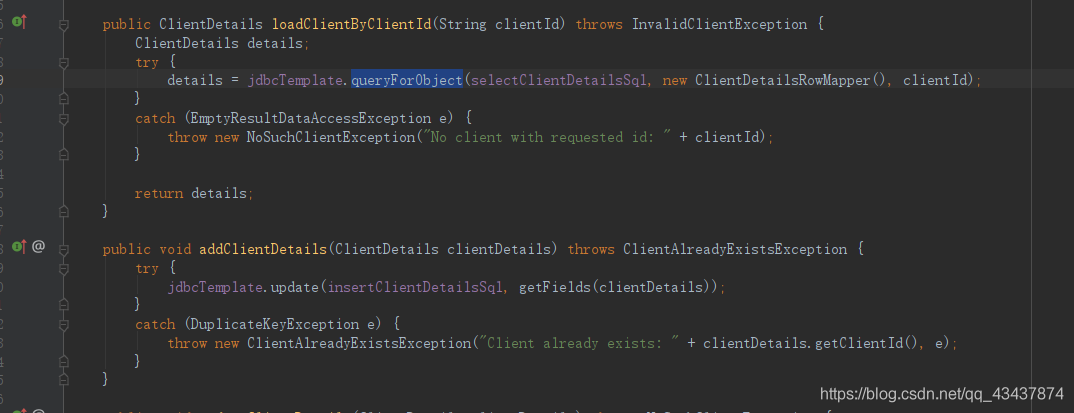 public ClientDetails loadClientByClientId(String clientId) throws InvalidClientException {
ClientDetails details;
try {
details = jdbcTemplate.queryForObject(selectClientDetailsSql, new ClientDetailsRowMapper(), clientId);
}
catch (EmptyResultDataAccessException e) {
throw new NoSuchClientException("No client with requested id: " + clientId);
}
return details;
}
public void addClientDetails(ClientDetails clientDetails) throws ClientAlreadyExistsException {
try {
jdbcTemplate.update(insertClientDetailsSql, getFields(clientDetails));
}
catch (DuplicateKeyException e) {
throw new ClientAlreadyExistsException("Client already exists: " + clientDetails.getClientId(), e);
}
}
https://blog.csdn.net/qq_43437874